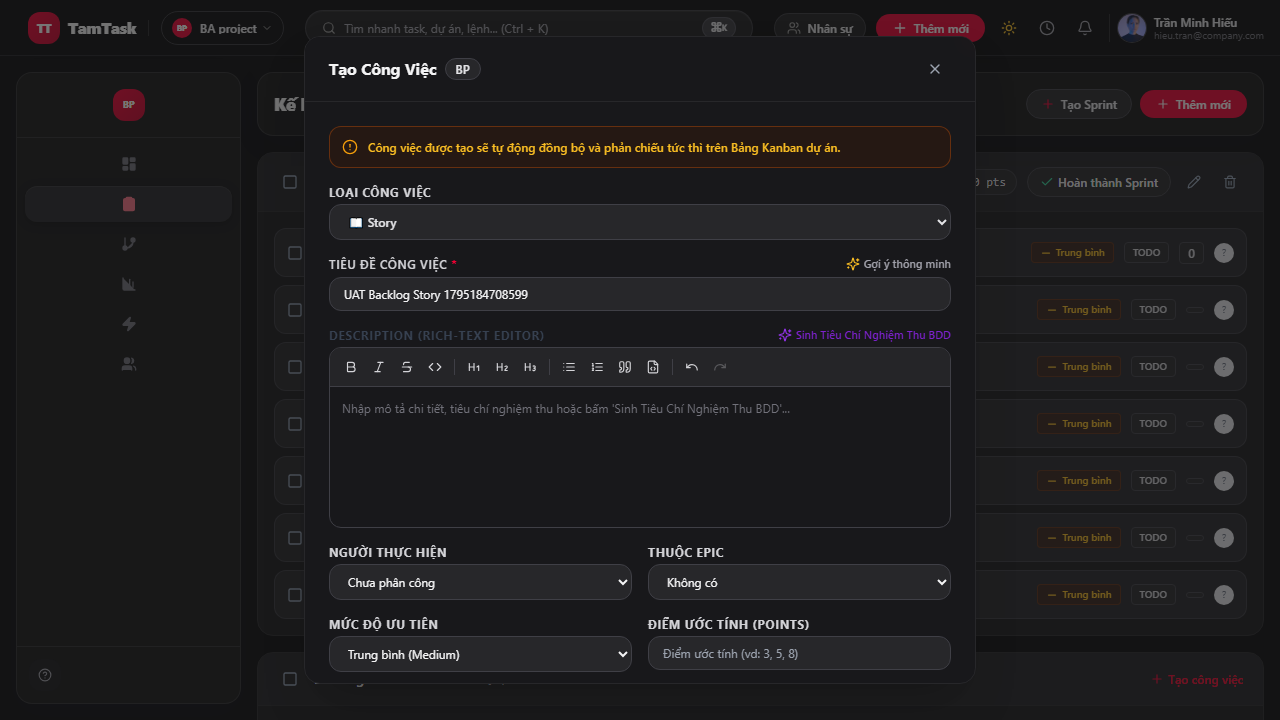 TT TamTask
BP BA project
Tìm nhanh task, dự án, lệnh... (Ctrl + K)
⌘K
Nhân sự
+ Thêm mới
Trần Minh Hiếu
hieu.tran@company.com
BP
Tạo Công Việc BP
+ Tạo Sprint
+ Thêm mới
Công việc được tạo sẽ tự động đồng bộ và phản chiếu tức thì trên Bảng Kanban dự án.
pts
Hoàn thành Sprint
LOẠI CÔNG VIỆC
Story
TIÊU ĐỀ CÔNG VIỆC *
Gợi ý thông minh
UAT Backlog Story 1795184708599
DESCRIPTION (RICH-TEXT EDITOR)
Sinh Tiêu Chí Nghiệm Thu BDD
B I S <> H1 H2 H3
Nhập mô tả chi tiết, tiêu chí nghiệm thu hoặc bấm 'Sinh Tiêu Chí Nghiệm Thu BDD'...
Trung bình TODO 0 ?
Trung bình TODO ?
Trung bình TODO ?
Trung bình TODO ?
Trung bình TODO ?
Trung bình TODO ?
Trung bình TODO ?
NGƯỜI THỰC HIỆN
Chưa phân công
THUỘC EPIC
Không có
MỨC ĐỘ ƯU TIÊN
Trung bình (Medium)
ĐIỂM ƯỚC TÍNH (POINTS)
Điểm ước tính (vd: 3, 5, 8)
+ Tạo công việc